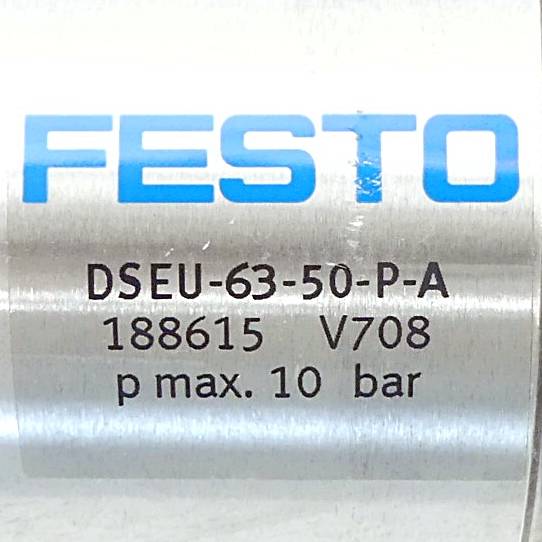 FESTO
DSEU-63-50-P-A
188615 V708
p max. 10 bar